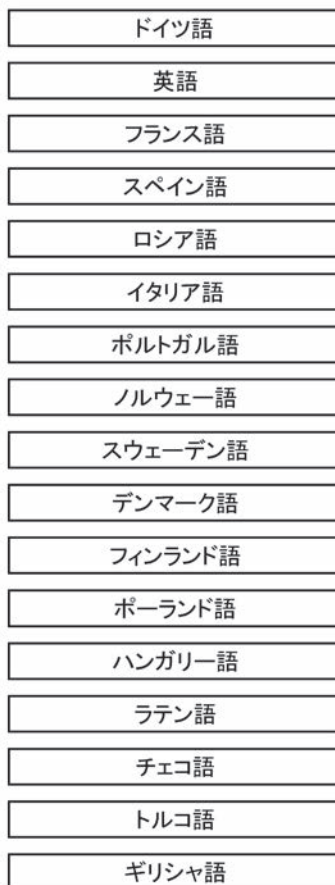 ドイツ語
英語
フランス語
スペイン語
ロシア語
イタリア語
ポルトガル語
ノルウェー語
スウェーデン語
デンマーク語
フィンランド語
ポーランド語
ハンガリー語
ラテン語
チェコ語
トルコ語
ギリシャ語